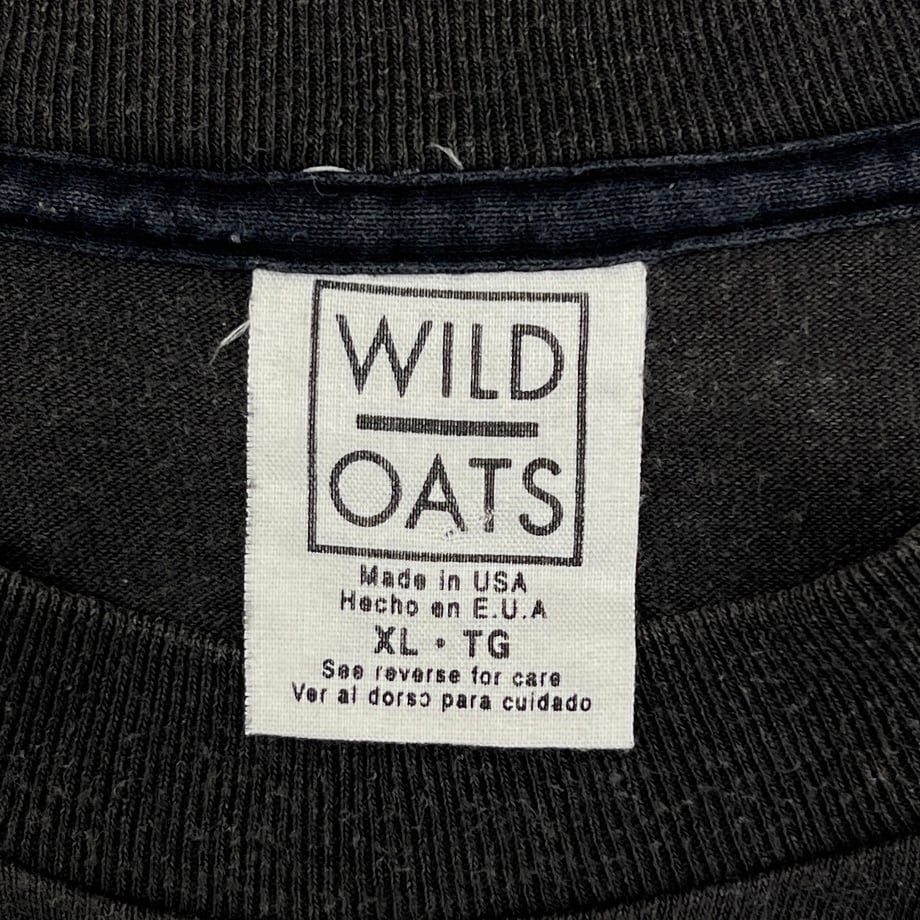 WILD
OATS
Made in USA
Hecho en E.U.A
XL • TG
See reverse for care
Ver al dorso para cuidado